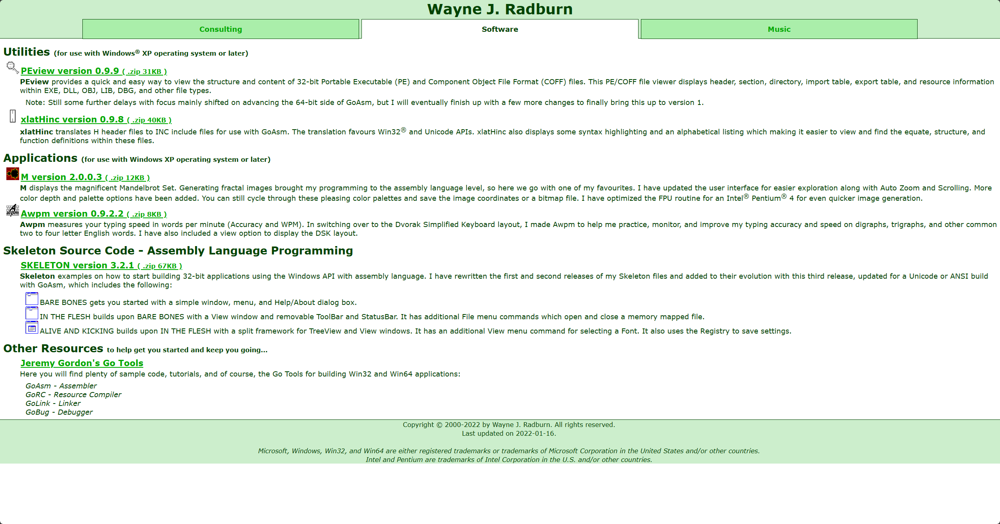 Wayne J. Radburn
Consulting
Software
Music
Utilities (for use with Windows® XP operating system or later)
PEview version 0.9.9 ( .zip 31KB )
PEview provides a quick and easy way to view the structure and content of 32-bit Portable Executable (PE) and Component Object File Format (COFF) files. This PE/COFF file viewer displays header, section, directory, import table, export table, and resource information
within EXE, DLL, OBJ, LIB, DBG, and other file types.
Note: Still some further delays with focus mainly shifted on advancing the 64-bit side of GoAsm, but I will eventually finish up with a few more changes to finally bring this up to version 1.
xlatHinc version 0.9.8 ( .zip 40KB )
xlatHinc translates H header files to INC include files for use with GoAsm. The translation favours Win32® and Unicode APIs. xlatHinc also displays some syntax highlighting and an alphabetical listing which making it easier to view and find the equate, structure, and
function definitions within these files.
Applications (for use with Windows XP operating system or later)
M version 2.0.0.3 ( .zip 12KB )
M displays the magnificent Mandelbrot Set. Generating fractal images brought my programming to the assembly language level, so here we go with one of my favourites. I have updated the user interface for easier exploration along with Auto Zoom and Scrolling. More
color depth and palette options have been added. You can still cycle through these pleasing color palettes and save the image coordinates or a bitmap file. I have optimized the FPU routine for an Intel® Pentium® 4 for even quicker image generation.
A
wpm
Awpm version 0.9.2.2 ( .zip 8KB )
Awpm measures your typing speed in words per minute (Accuracy and WPM). In switching over to the Dvorak Simplified Keyboard layout, I made Awpm to help me practice, monitor, and improve my typing accuracy and speed on digraphs, trigraphs, and other common
two to four letter English words. I have also included a view option to display the DSK layout.
Skeleton Source Code - Assembly Language Programming
SKELETON version 3.2.1 ( .zip 67KB )
Skeleton examples on how to start building 32-bit applications using the Windows API with assembly language. I have rewritten the first and second releases of my Skeleton files and added to their evolution with this third release, updated for a Unicode or ANSI build
with GoAsm, which includes the following:
BARE BONES gets you started with a simple window, menu, and Help/About dialog box.
IN THE FLESH builds upon BARE BONES with a View window and removable ToolBar and StatusBar. It has additional File menu commands which open and close a memory mapped file.
ALIVE AND KICKING builds upon IN THE FLESH with a split framework for TreeView and View windows. It has an additional View menu command for selecting a Font. It also uses the Registry to save settings.
Other Resources to help get you started and keep you going...
Jeremy Gordon's Go Tools
Here you will find plenty of sample code, tutorials, and of course, the Go Tools for building Win32 and Win64 applications:
GoAsm - Assembler
GoRC - Resource Compiler
GoLink - Linker
GoBug - Debugger
Copyright © 2000-2022 by Wayne J. Radburn. All rights reserved.
Last updated on 2022-01-16.
Microsoft, Windows, Win32, and Win64 are either registered trademarks or trademarks of Microsoft Corporation in the United States and/or other countries.
Intel and Pentium are trademarks of Intel Corporation in the U.S. and/or other countries.